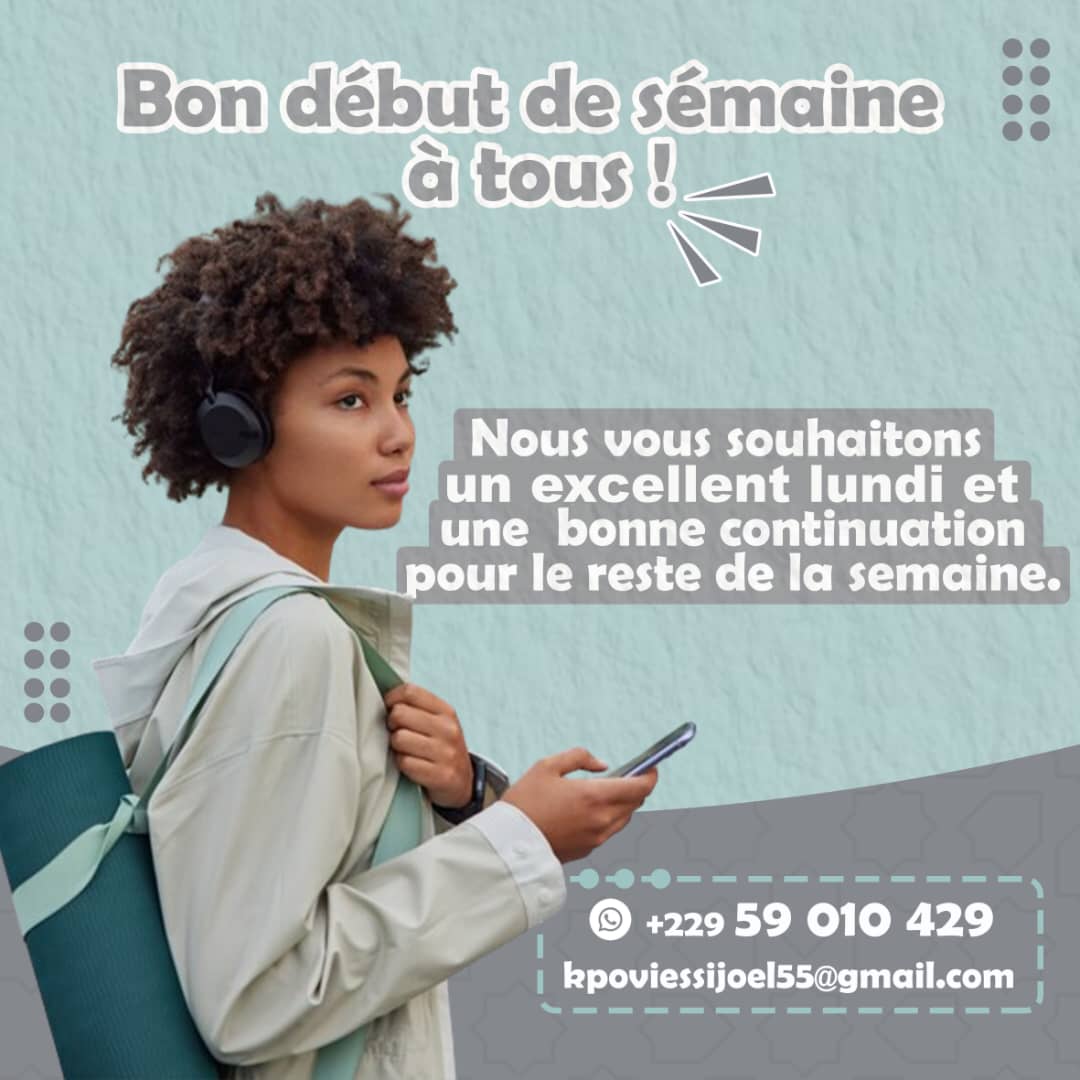 Bon début de sémaine
à tous !
Nous vous souhaitons
un excellent lundi et
une bonne continuation
pour le reste de la semaine.
+229 59 010 429
kpoviessijoel55@gmail.com